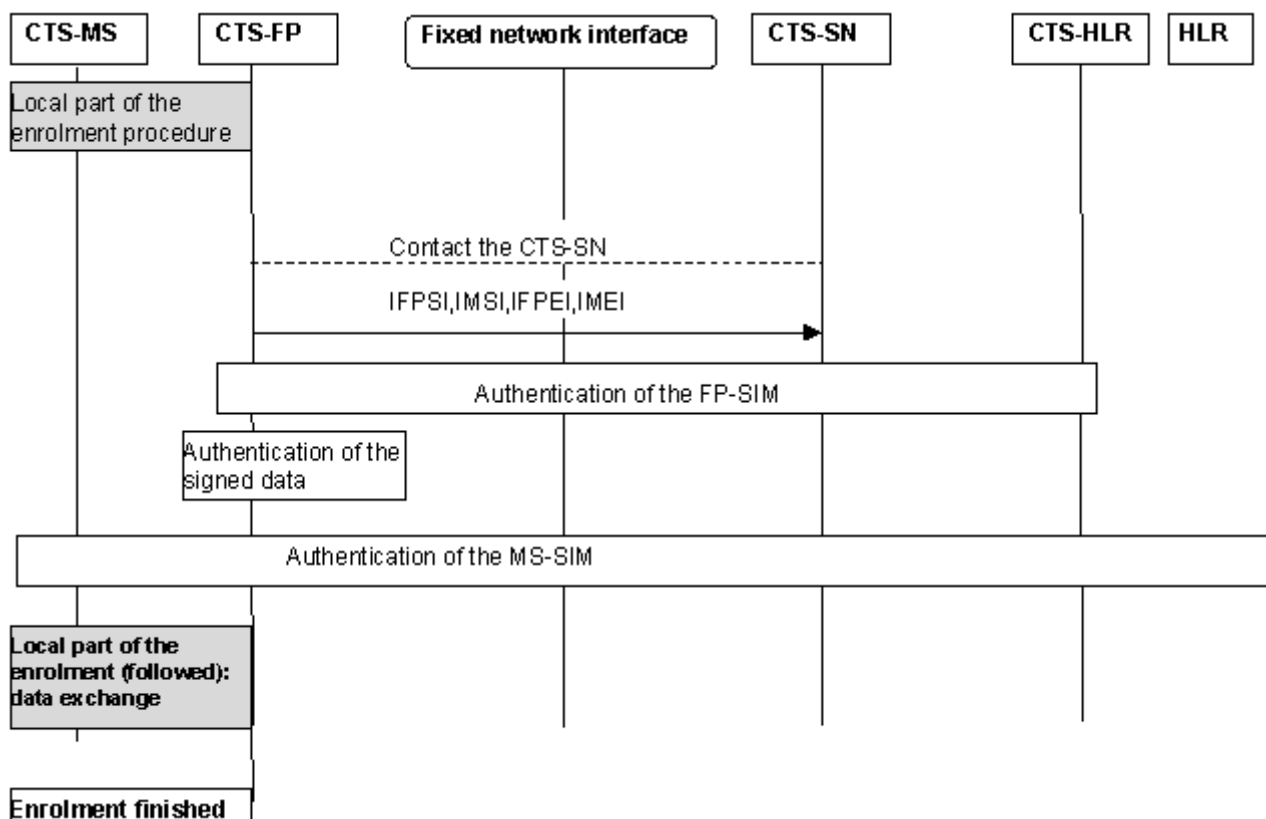 CTS-MS
CTS-FP
Fixed network interface
CTS-SN
CTS-HLR
HLR
Local part of the
enrolment procedure
Contact the CTS-SN
IFPSI,IMSI,IFPEI,IMEI
Authentication of the FP-SIM
Authentication of the
signed data
Authentication of the MS-SIM
Local part of the
enrolment (followed):
data exchange
Enrolment finished